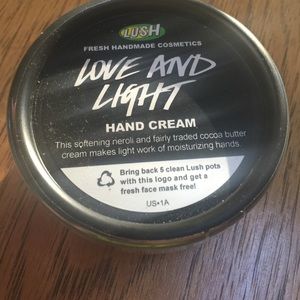 LUSH
FRESH HANDMADE COSMETICS
LOVE AND
LIGHT
HAND CREAM
This softening neroli and fairly traded cocoa butter
cream makes light work of moisturizing hands.
Bring back 5 clean Lush pots
with this logo and get a
fresh face mask free!
US•1A